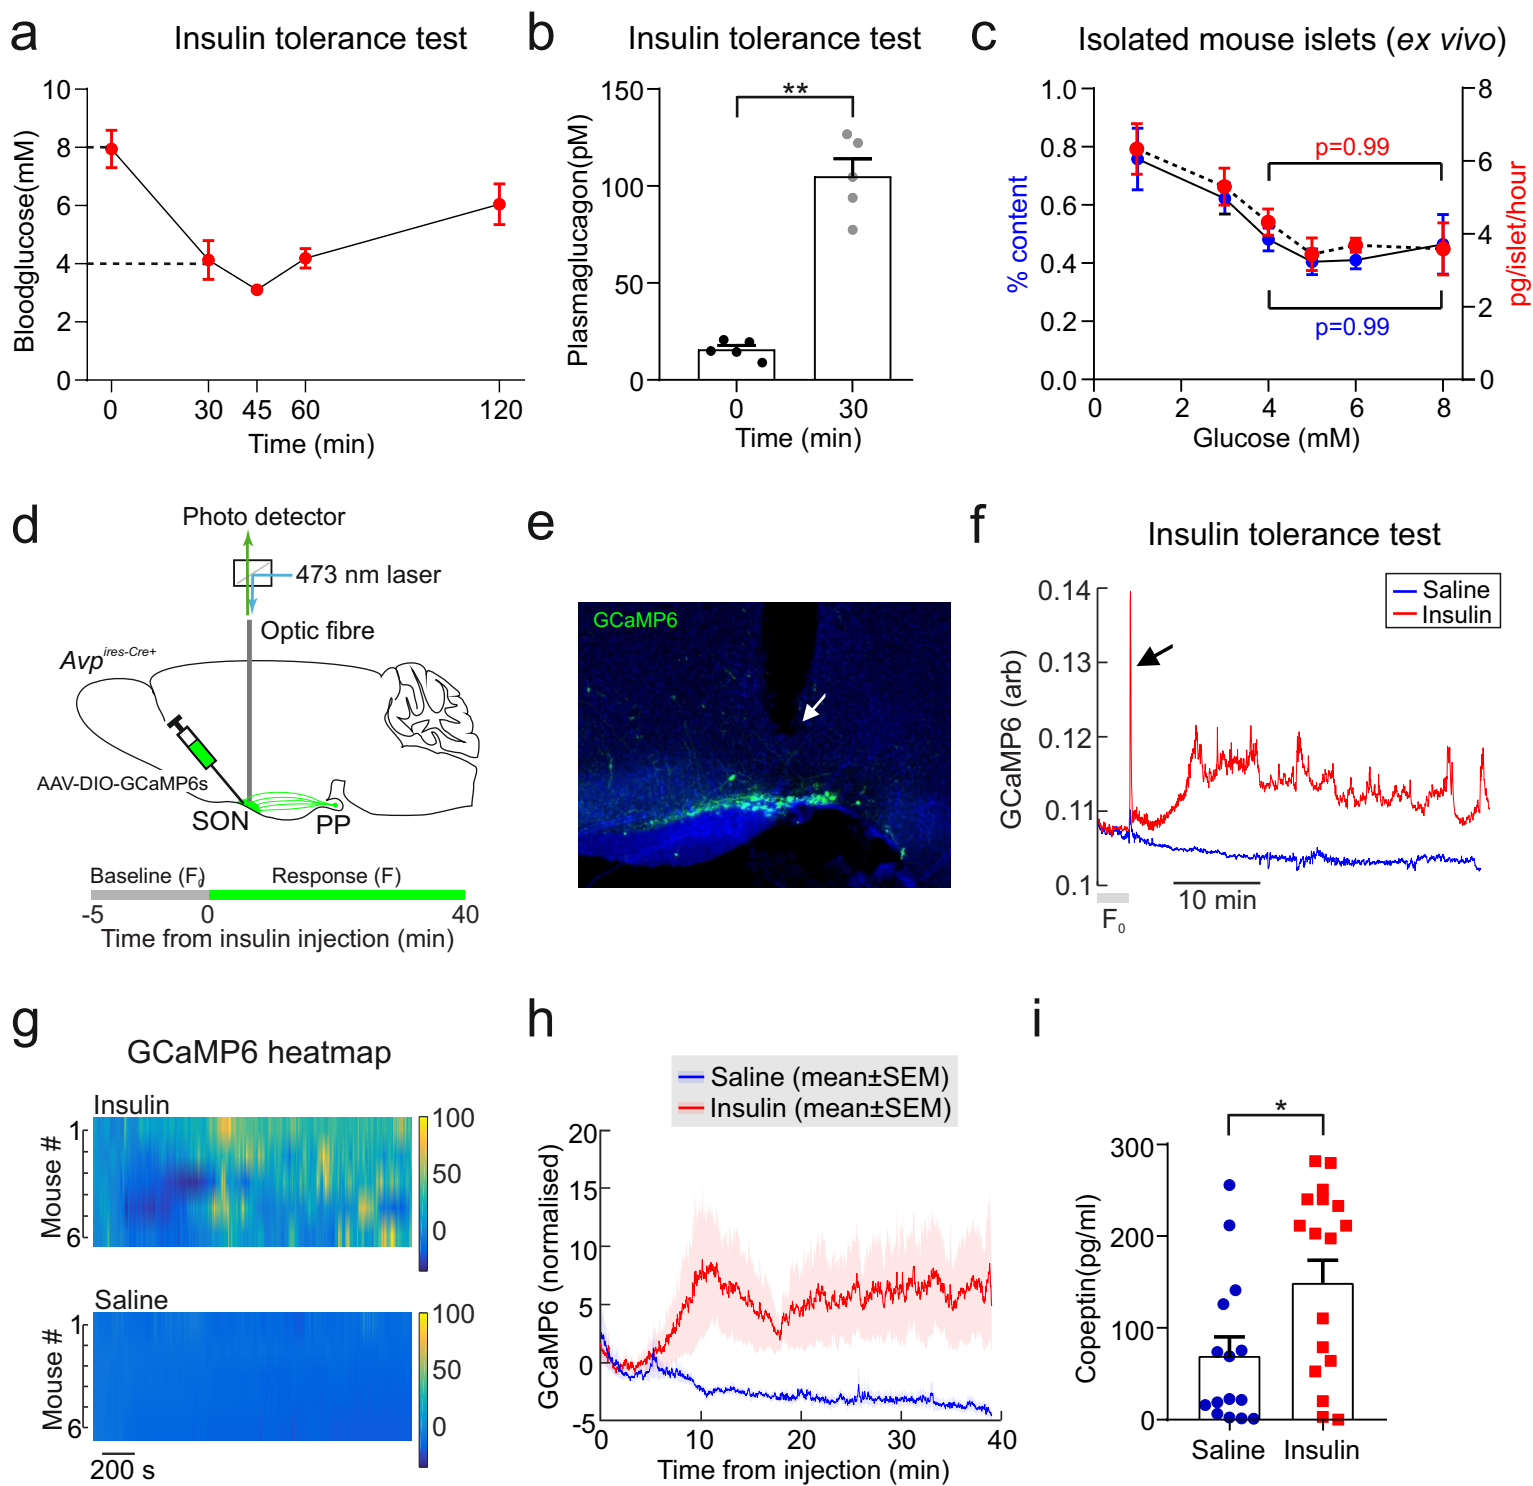 a
Insulin tolerance test
Bloodglucose(mM)
10
8
6
4
2
0
0 30 45 60 120
Time (min)
b
Insulin tolerance test
Plasmaglucagon(pM)
150
100
50
0
**
0 30
Time (min)
c
Isolated mouse islets (ex vivo)
% content
1.0
0.8
0.6
0.4
0.2
0.0
p=0.99
p=0.99
8
6
4
2
0
pg/islet/hour
0 2 4 6 8
Glucose (mM)
d
Photo detector
473 nm laser
Optic fibre
Avp ires-Cre+
AAV-DIO-GCaMP6s
SON
PP
Baseline (F0)
Response (F)
-5 0 40
Time from insulin injection (min)
e
GCaMP6
f
Insulin tolerance test
Saline
Insulin
GCaMP6 (arb)
0.14
0.13
0.12
0.11
0.1
10 min
F0
g
GCaMP6 heatmap
Insulin
Mouse #
1
6
100
50
0
Saline
Mouse #
1
6
100
50
0
200 s
h
Saline (mean±SEM)
Insulin (mean±SEM)
GCaMP6 (normalised)
20
15
10
5
0
-5
0 10 20 30 40
Time from injection (min)
i
*
Copeptin(pg/ml)
300
200
100
0
Saline Insulin